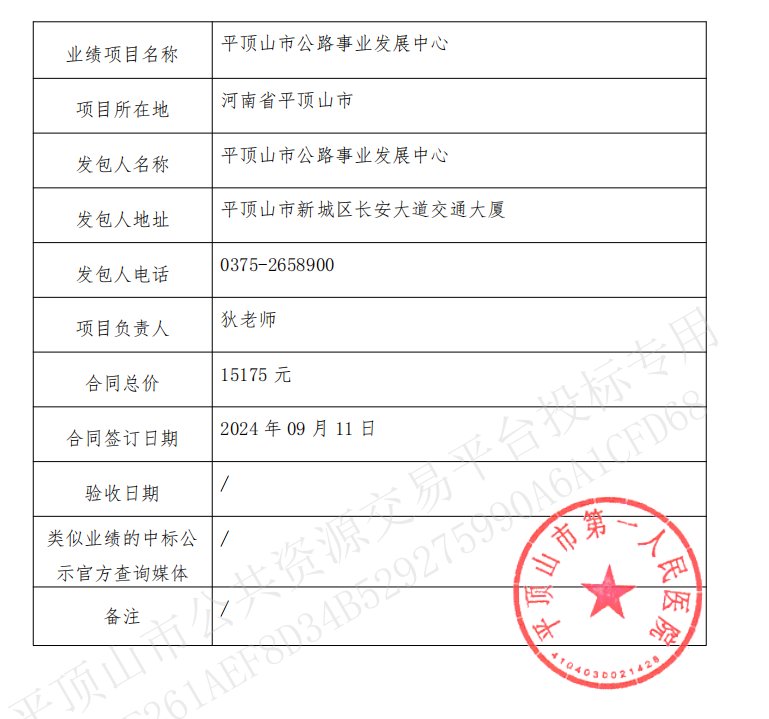 业绩项目名称 平顶山市公路事业发展中心
项目所在地 河南省平顶山市
发包人名称 平顶山市公路事业发展中心
发包人地址 平顶山市新城区长安大道交通大厦
发包人电话 0375-2658900
项目负责人 狄老师
合同总价 15175 元
合同签订日期 2024 年 09 月 11 日
验收日期 /
类似业绩的中标公 /
示官方查询媒体
备注 /
平顶山市第一人民医院
4104030021428
平顶山市公共资源交易平台投标专用
F261AEF8D34B529275990A6A1CFD68